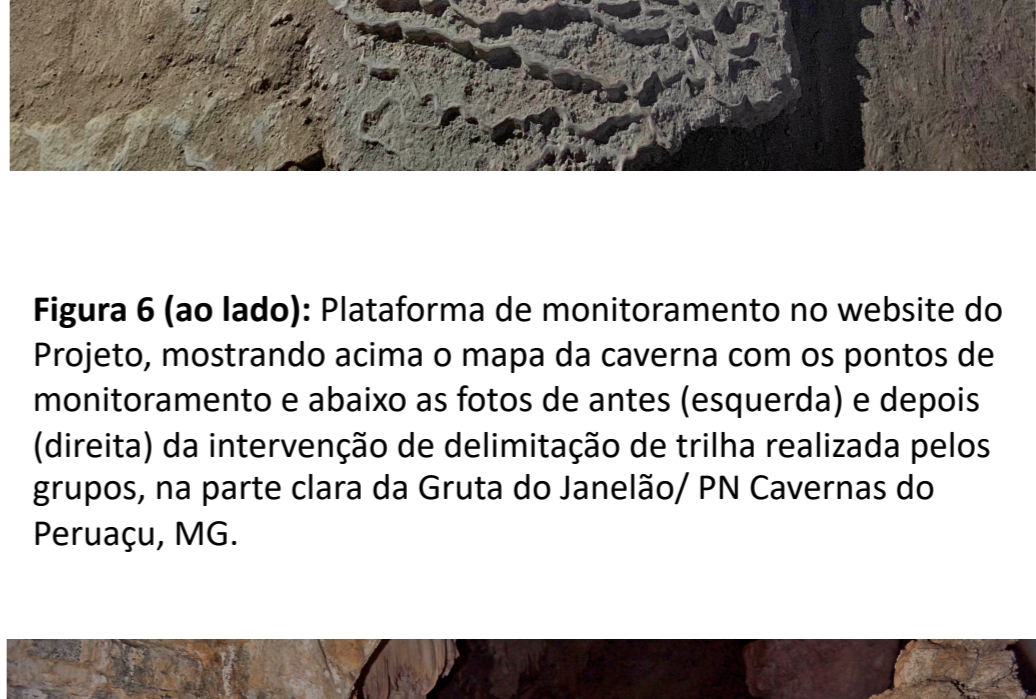 Figura 6 (ao lado): Plataforma de monitoramento no website do
Projeto, mostrando acima o mapa da caverna com os pontos de
monitoramento e abaixo as fotos de antes (esquerda) e depois
(direita) da intervenção de delimitação de trilha realizada pelos
grupos, na parte clara da Gruta do Janelão/ PN Cavernas do
Peruaçu, MG.